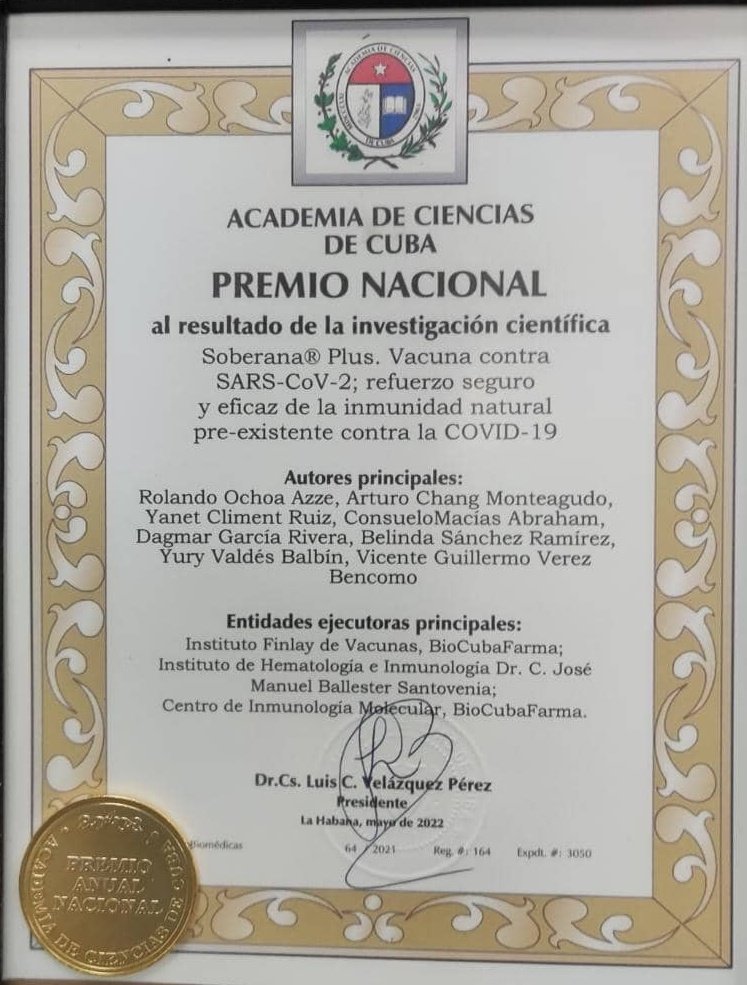 ACADEMIA DE CIENCIAS
DE CUBA
ACADEMIA DE CIENCIAS
DE CUBA
PREMIO NACIONAL
al resultado de la investigación científica
Soberana® Plus. Vacuna contra
SARS-CoV-2; refuerzo seguro
y eficaz de la inmunidad natural
pre-existente contra la COVID-19
Autores principales:
Rolando Ochoa Azze, Arturo Chang Monteagudo,
Yanet Climent Ruiz, ConsueloMacías Abraham,
Dagmar García Rivera, Belinda Sánchez Ramírez,
Yury Valdés Balbín, Vicente Guillermo Verez
Bencomo
Entidades ejecutoras principales:
Instituto Finlay de Vacunas, BioCubaFarma;
Instituto de Hematología e Inmunología Dr. C. José
Manuel Ballester Santovenia;
Centro de Inmunología Molecular, BioCubaFarma.
Dr.Cs. Luis C. Velázquez Pérez
Presidente
La Habana, mayo de 2022
64 / 2021 Reg. #: 164 Expdt. #: 3050
PREMIO
ANUAL
NACIONAL
ACADEMIA DE CIENCIAS DE CUBA